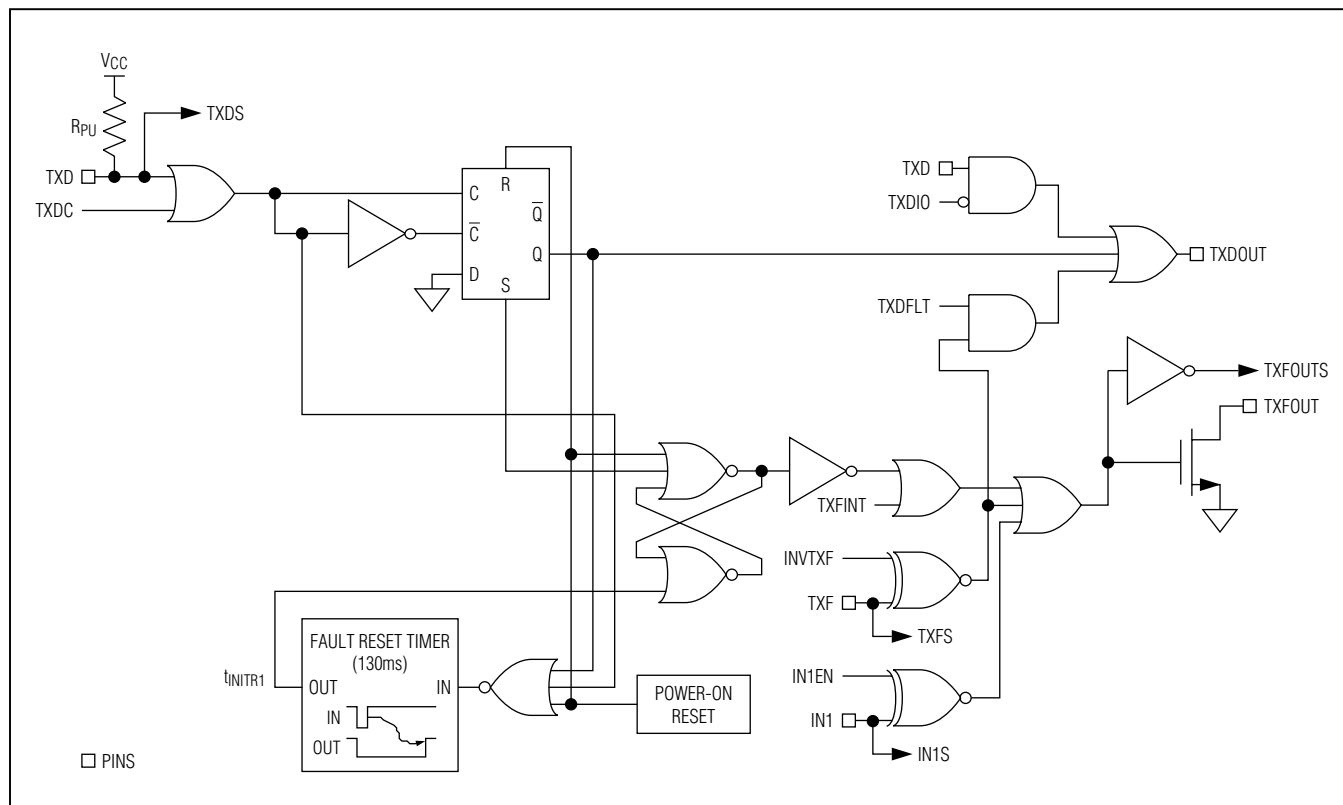 VCC
RPU
TXDS
TXD
TXDC
C
R
Q̅
C̅
Q
D
S
TXD
TXDIO
TXDOUT
TXDFLT
TXFOUTS
TXFOUT
TXFINT
INVTXF
TXF
TXFS
FAULT RESET TIMER
(130ms)
tINITR1
OUT
IN
IN
OUT
POWER-ON
RESET
IN1EN
IN1
IN1S
PINS